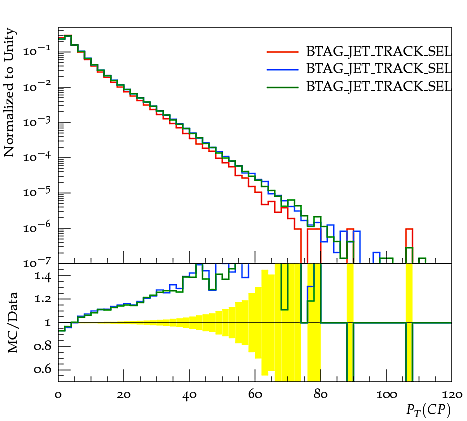 Normalized to Unity
BTAG_JET_TRACK_SEL
BTAG_JET_TRACK_SEL
BTAG_JET_TRACK_SEL
10⁻¹
10⁻²
10⁻³
10⁻⁴
10⁻⁵
10⁻⁶
10⁻⁷
MC/Data
1.4
1.2
1
0.8
0.6
0 20 40 60 80 100 120
P_T(CP)